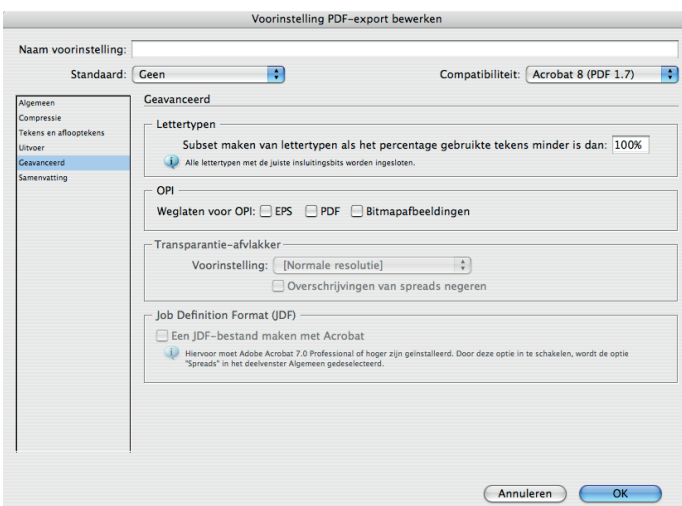 Voorinstelling PDF-export bewerken
Naam voorinstelling:
Standaard: Geen Compatibiliteit: Acrobat 8 (PDF 1.7)
Algemeen
Compressie
Tekens en aflooptekens
Uitvoer
Geavanceerd
Samenvatting
Geavanceerd
Lettertypen
Subset maken van lettertypen als het percentage gebruikte tekens minder is dan: 100%
Alle lettertypen met de juiste insluitingsbits worden ingesloten.
OPI
Weglaten voor OPI: EPS PDF Bitmapafbeeldingen
Transparantie-afvlakker
Voorinstelling: [Normale resolutie]
Overschrijvingen van spreads negeren
Job Definition Format (JDF)
Een JDF-bestand maken met Acrobat
Hiervoor moet Adobe Acrobat 7.0 Professional of hoger zijn geïnstalleerd. Door deze optie in te schakelen, wordt de optie
"Spreads" in het deelvenster Algemeen gedeselecteerd.
Annuleren OK